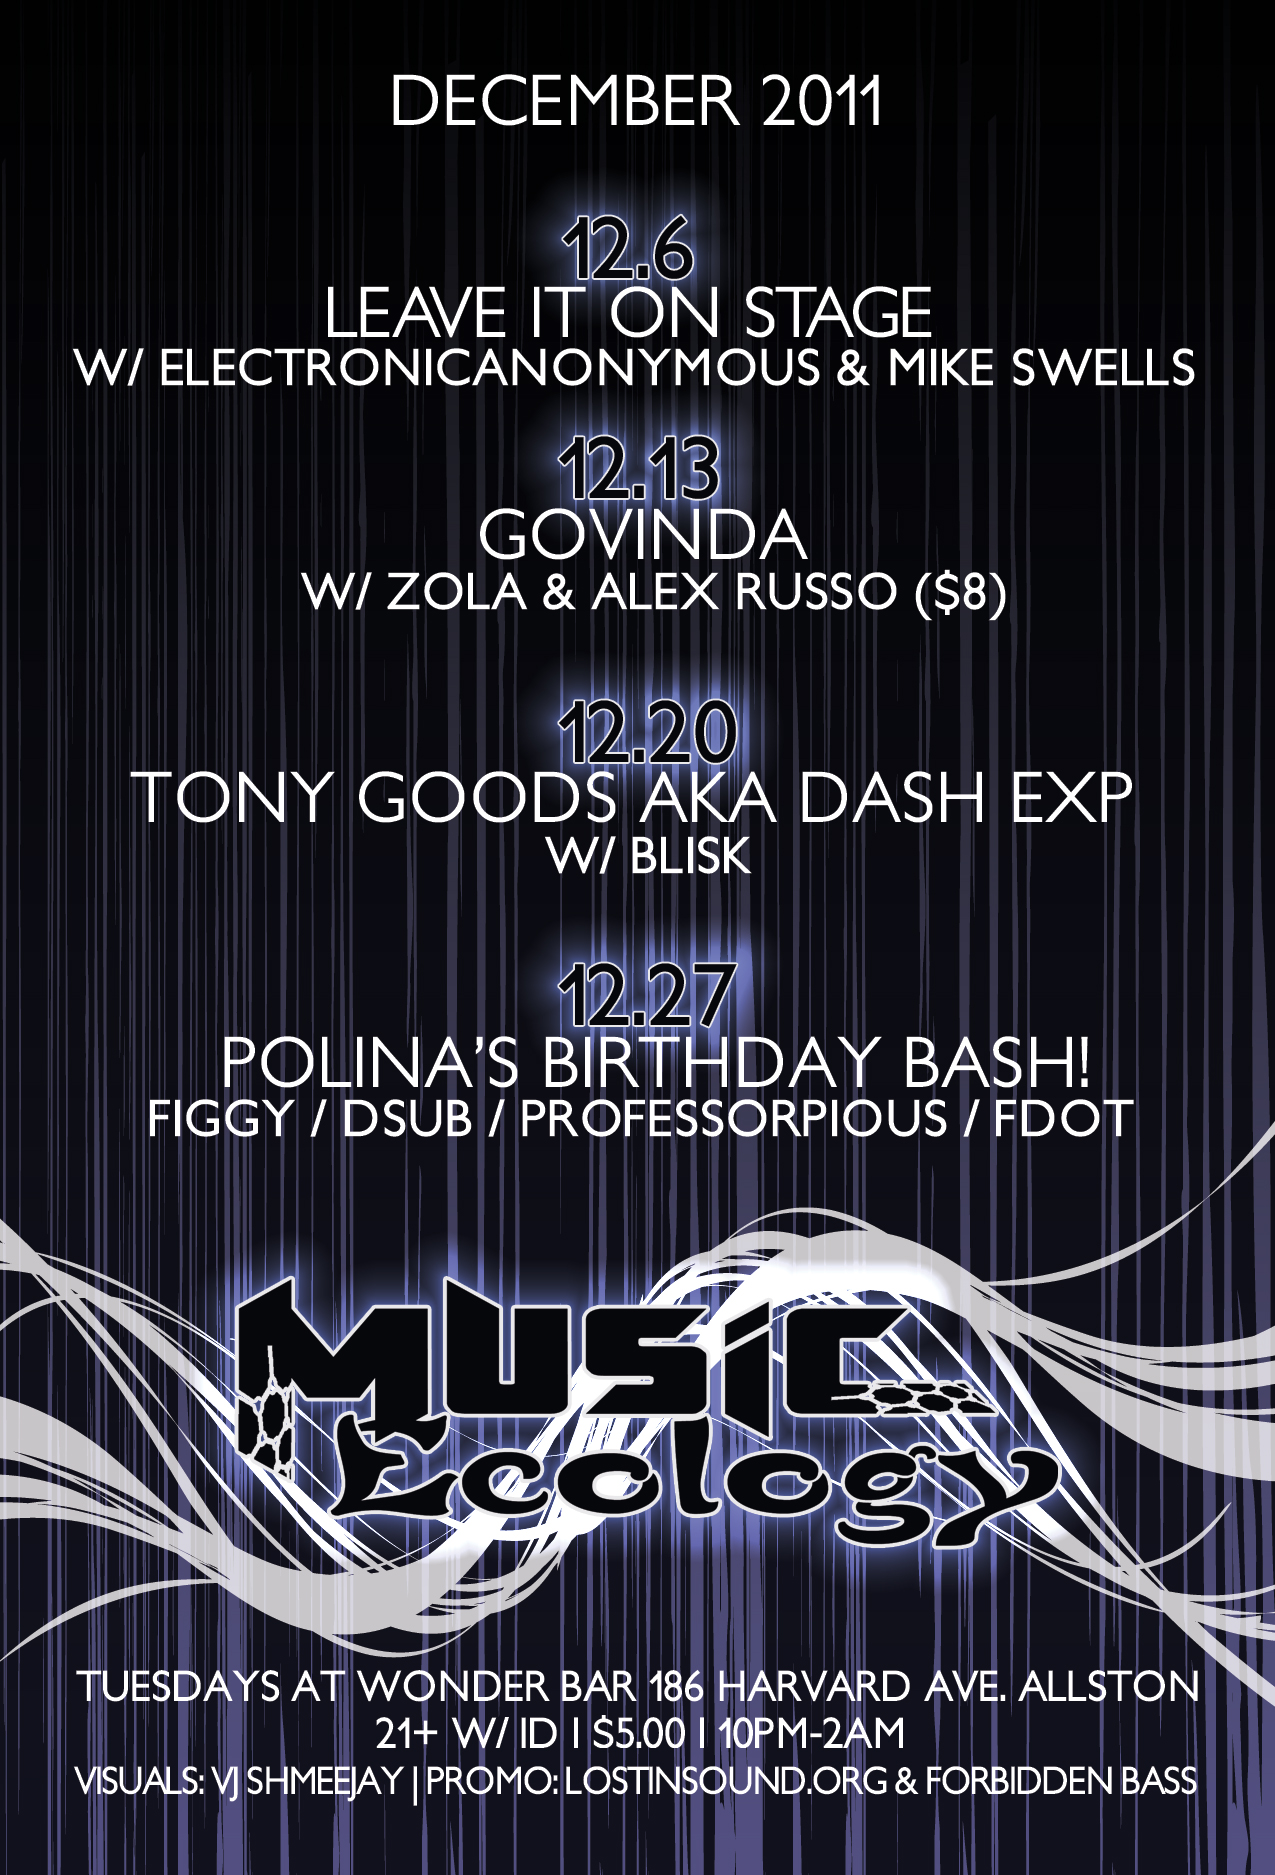 DECEMBER 2011
12.6
LEAVE IT ON STAGE
W/ ELECTRONICANONYMOUS & MIKE SWELLS
12.13
GOVINDA
W/ ZOLA & ALEX RUSSO ($8)
12.20
TONY GOODS AKA DASH EXP
W/ BLISK
12.27
POLINA'S BIRTHDAY BASH!
FIGGY / DSUB / PROFESSORPIOUS / FDOT
MUSiC
Ecology
TUESDAYS AT WONDER BAR 186 HARVARD AVE. ALLSTON
21+ W/ ID | $5.00 | 10PM-2AM
VISUALS: VJ SHMEEJAY | PROMO: LOSTINSOUND.ORG & FORBIDDEN BASS